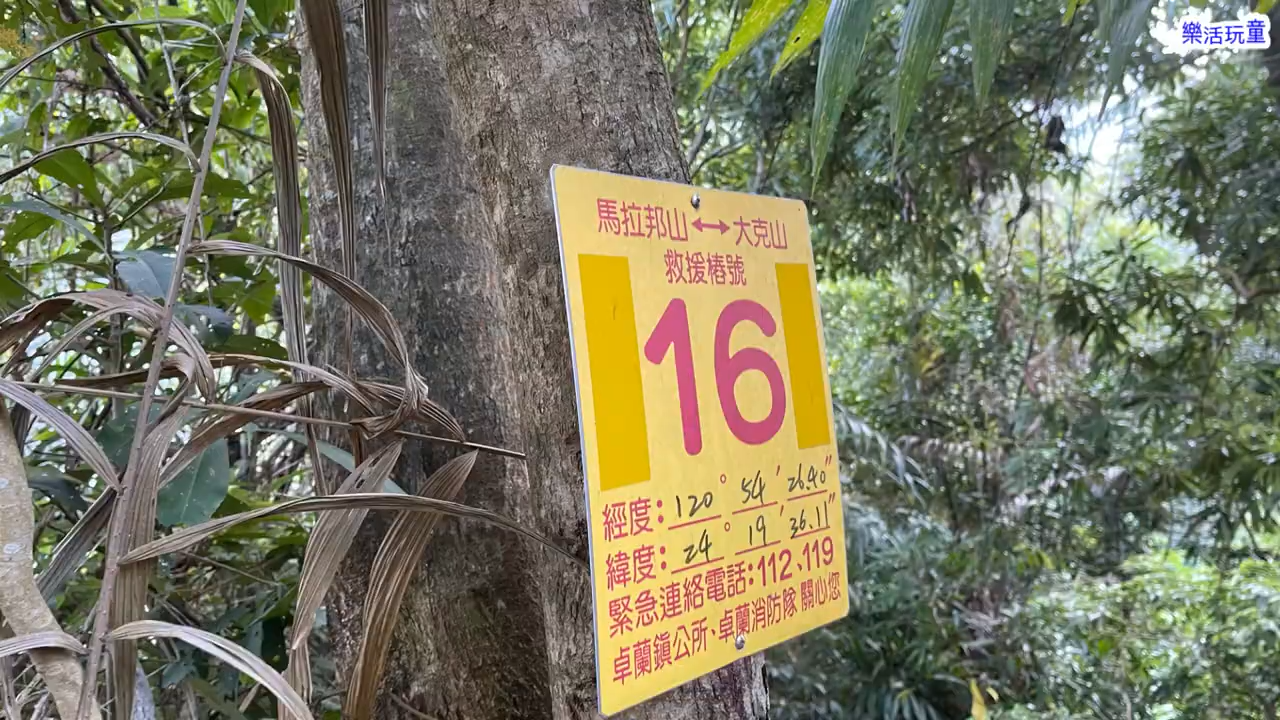 樂活玩童
馬拉邦山↔大克山
救援樁號
16
經度:120° 54' 26.40"
緯度:24° 19' 36.11"
緊急連絡電話:112、119
卓蘭鎮公所、卓蘭消防隊 關心您